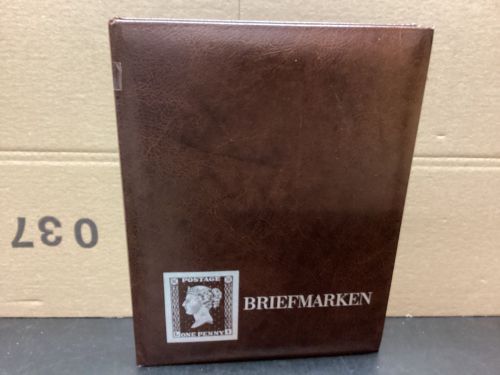 037
POSTAGE
ONE PENNY
BRIEFMARKEN